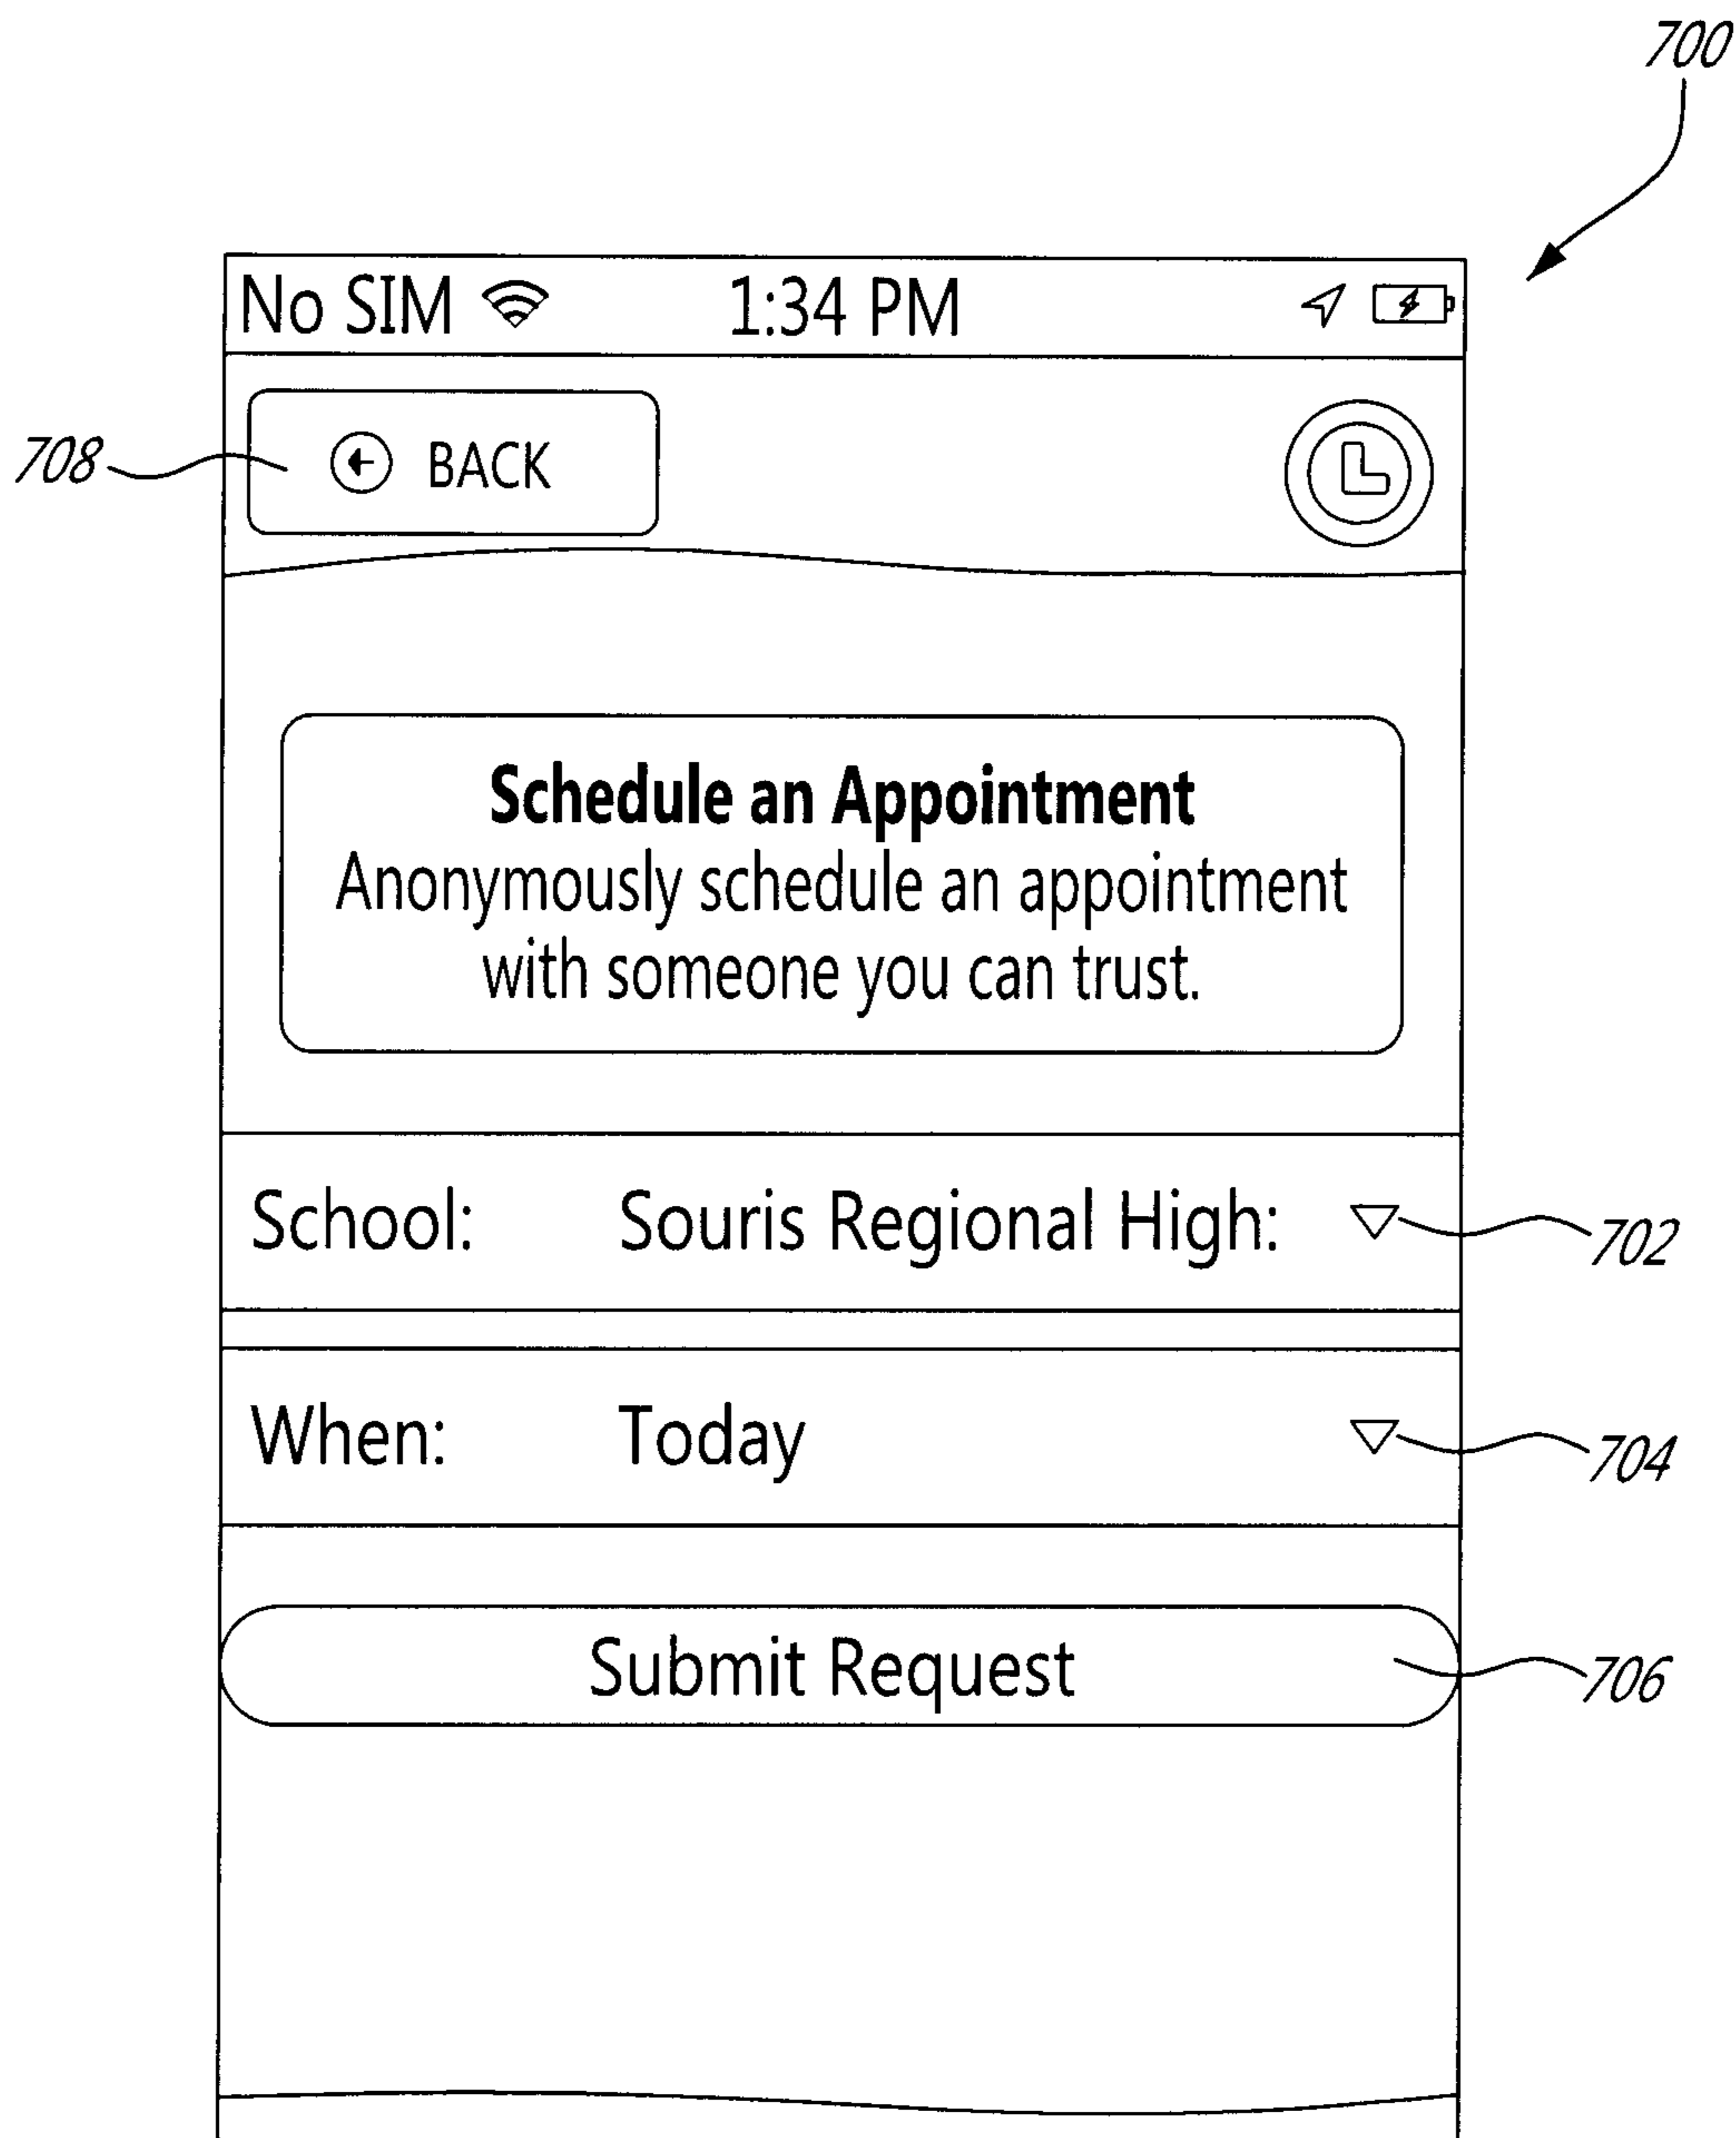 700
No SIM 1:34 PM
708
BACK
Schedule an Appointment
Anonymously schedule an appointment
with someone you can trust.
School: Souris Regional High:
702
When: Today
704
Submit Request
706